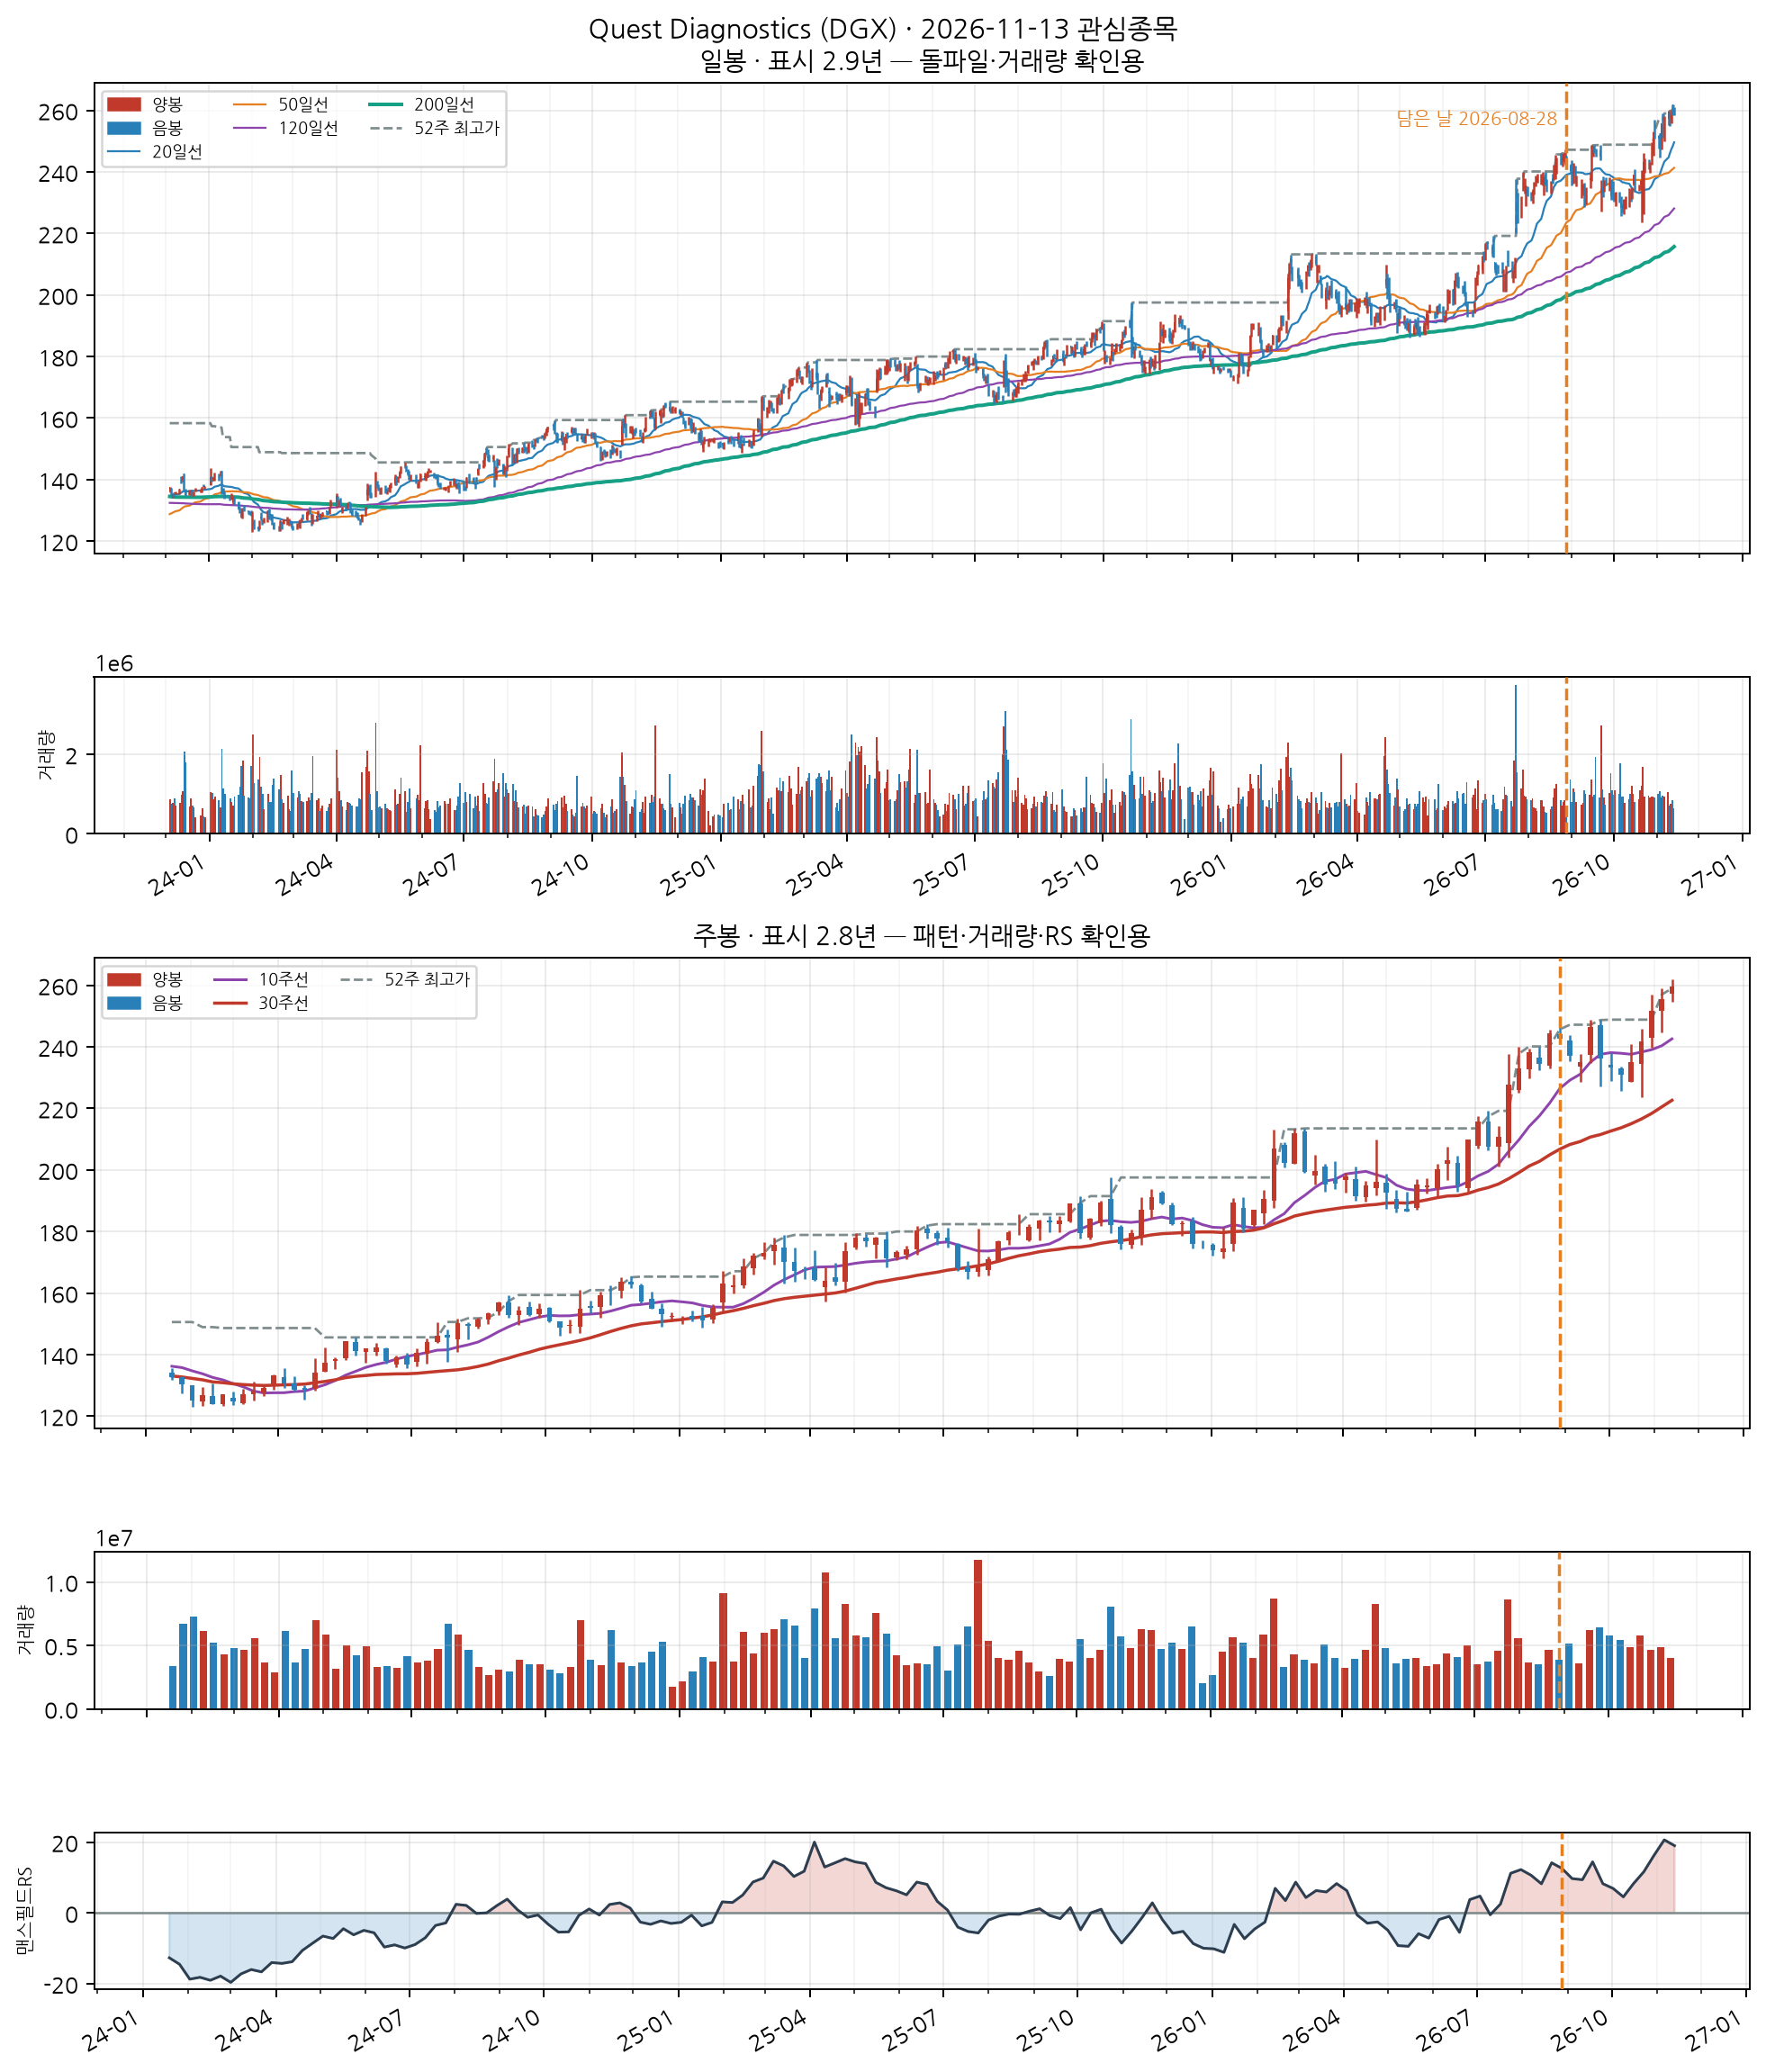 Quest Diagnostics (DGX) · 2026-11-13 관심종목
일봉 · 표시 2.9년 — 돌파일·거래량 확인용
양봉 50일선 200일선
음봉 120일선 52주 최고가
20일선
담은 날 2026-08-28
260
240
220
200
180
160
140
120
1e6
거래량
2
0
24-01 24-04 24-07 24-10 25-01 25-04 25-07 25-10 26-01 26-04 26-07 26-10 27-01
주봉 · 표시 2.8년 — 패턴·거래량·RS 확인용
양봉 10주선 52주 최고가
음봉 30주선
260
240
220
200
180
160
140
120
1e7
거래량
1.0
0.5
0.0
맨스필드RS
20
0
-20
24-01 24-04 24-07 24-10 25-01 25-04 25-07 25-10 26-01 26-04 26-07 26-10 27-01